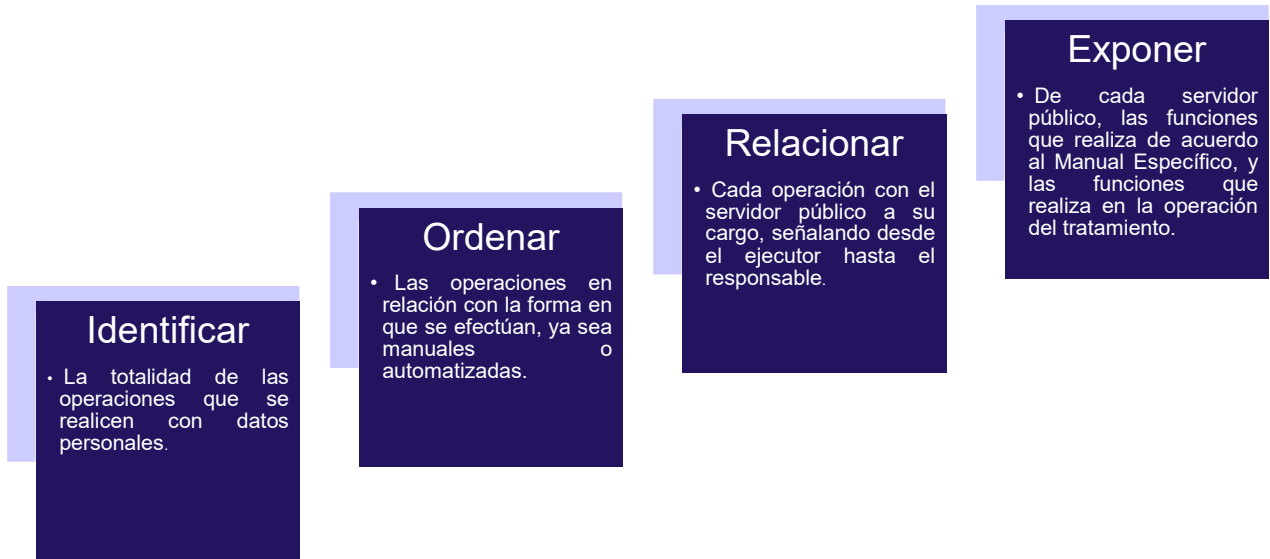 Identificar
• La totalidad de las
operaciones que se
realicen con datos
personales.
Ordenar
• Las operaciones en
relación con la forma en
que se efectúan, ya sea
manuales o
automatizadas.
Relacionar
• Cada operación con el
servidor público a su
cargo, señalando desde
el ejecutor hasta el
responsable.
Exponer
• De cada servidor
público, las funciones
que realiza de acuerdo
al Manual Específico, y
las funciones que
realiza en la operación
del tratamiento.